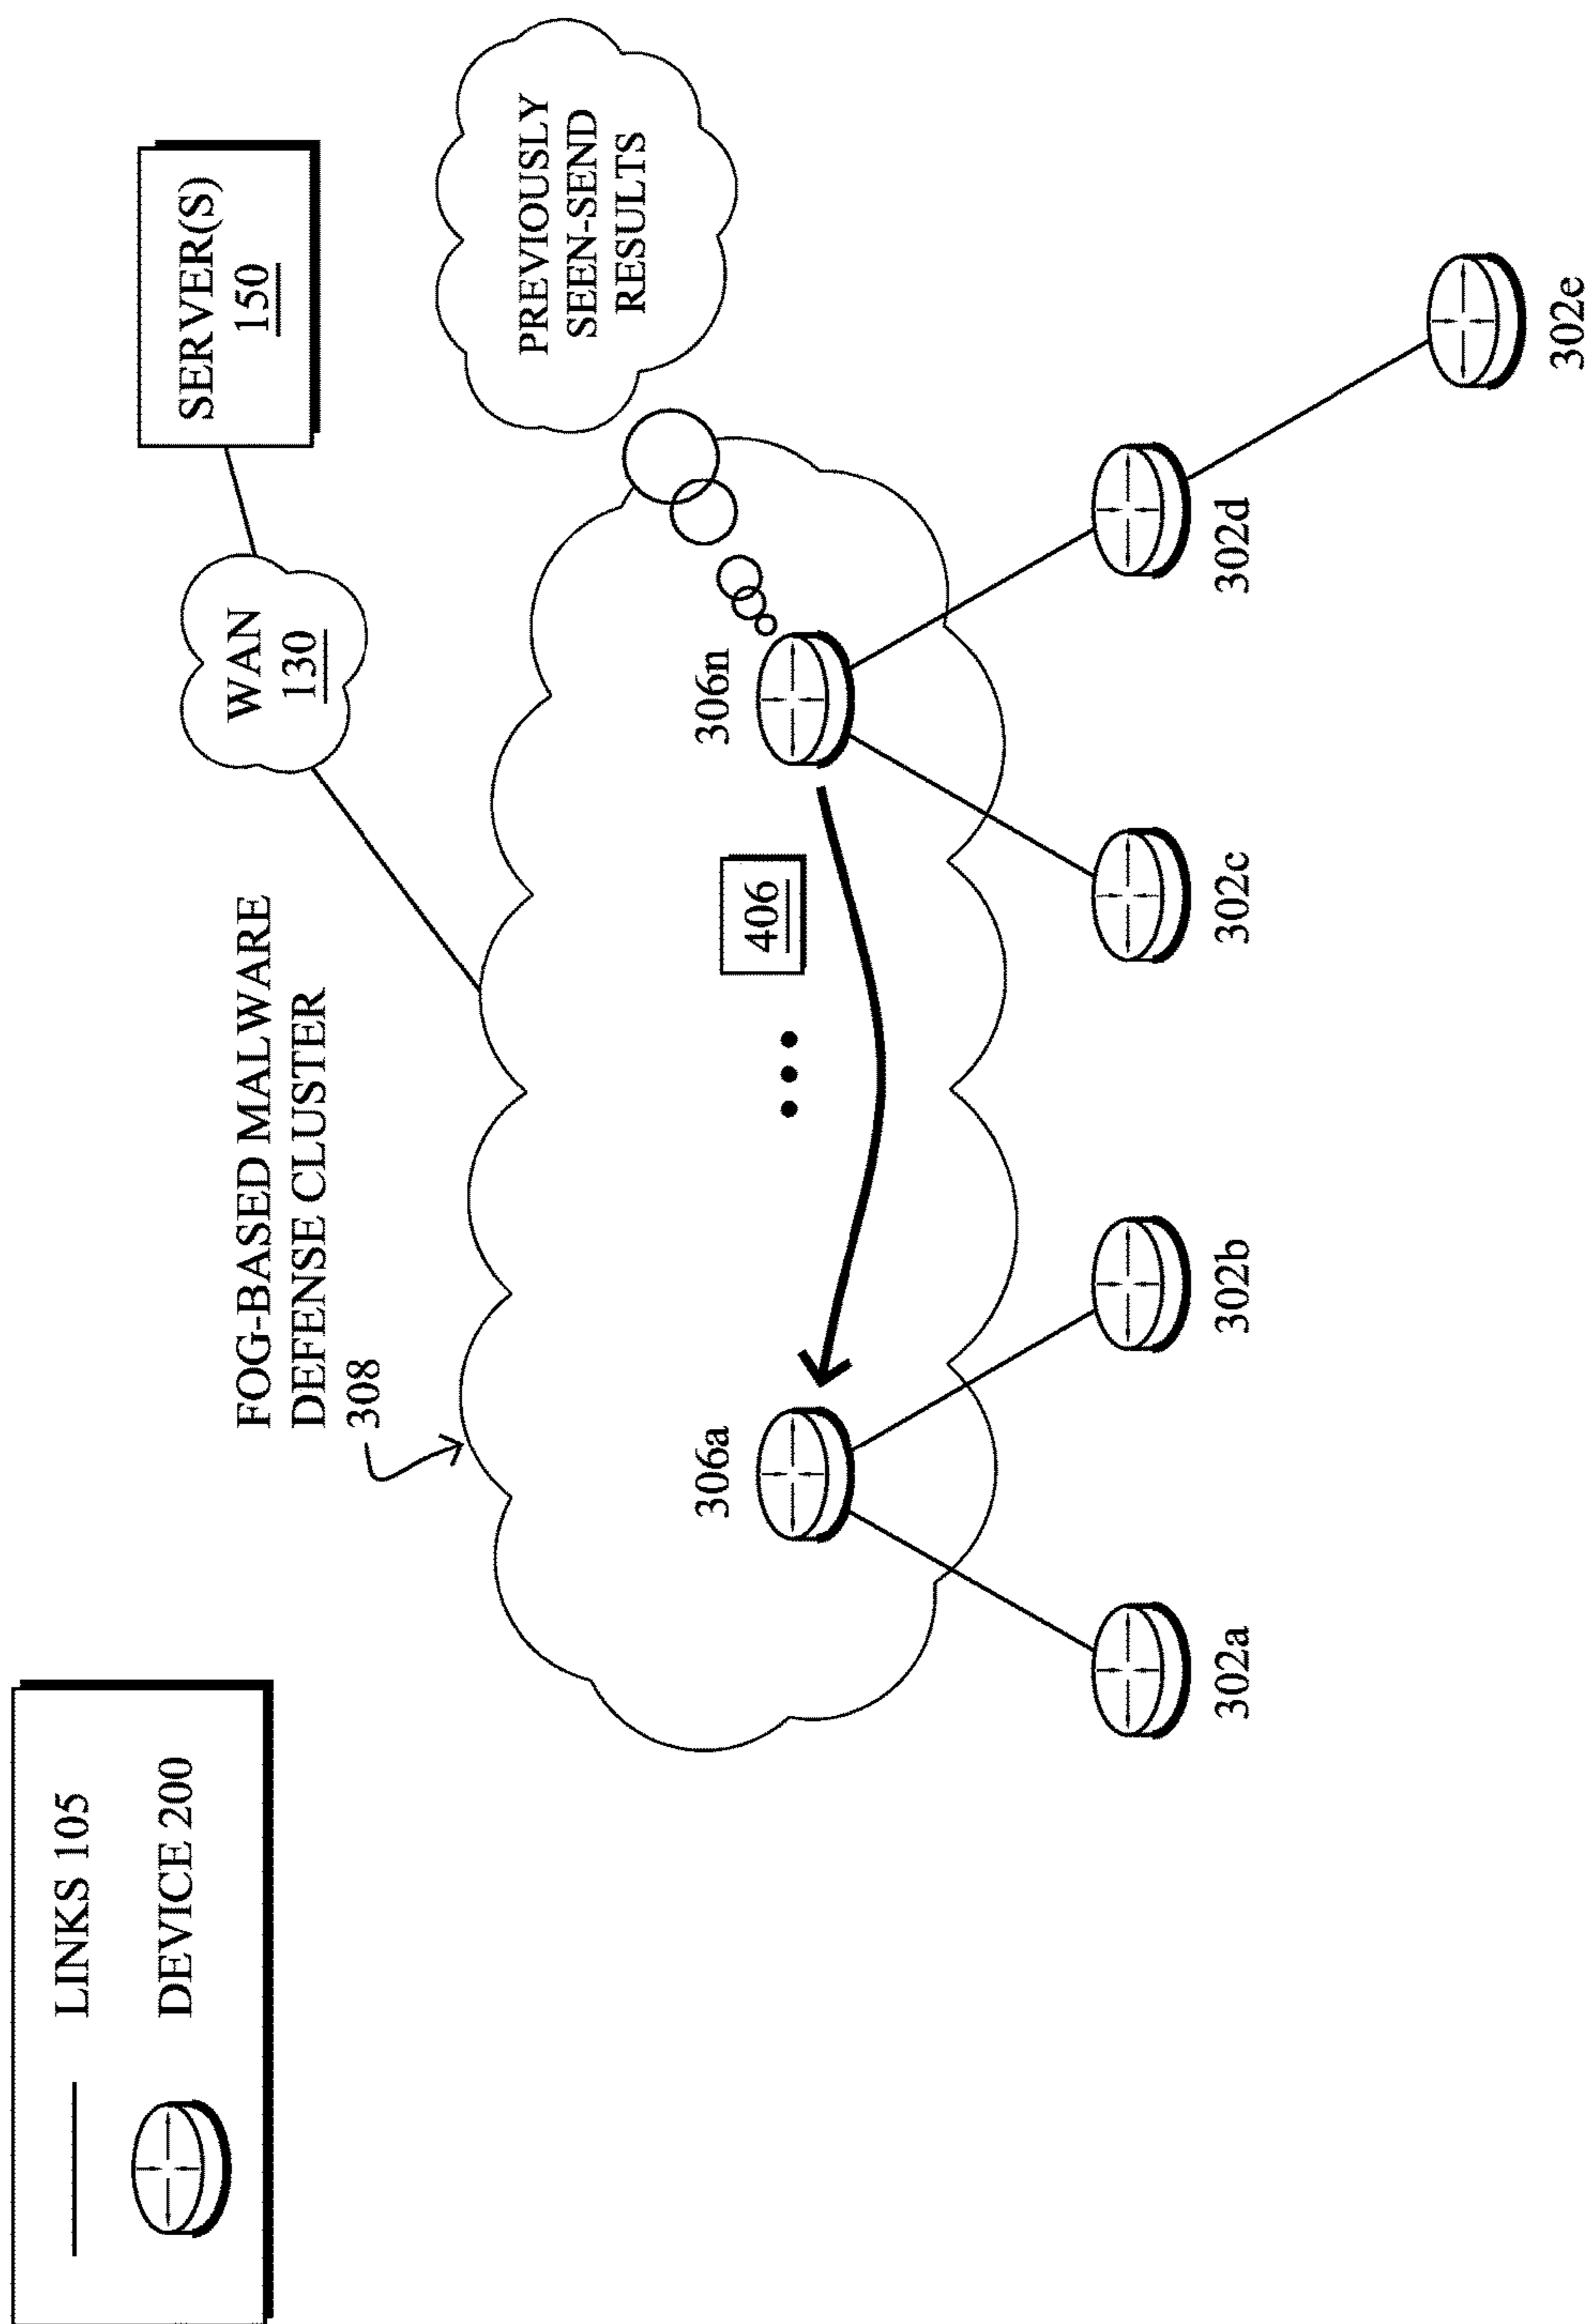 LINKS 105
DEVICE 200
SERVER(S)
150
WAN
130
FOG-BASED MALWARE
DEFENSE CLUSTER
308
PREVIOUSLY
SEEN-SEND
RESULTS
306a
306n
406
302a
302b
302c
302d
302e